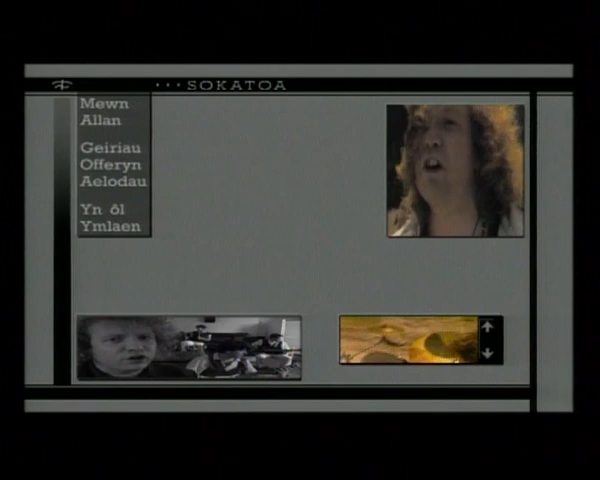 ...SOKATOA
Mewn
Allan
Geiriau
Offeryn
Aelodau
Yn ôl
Ymlaen